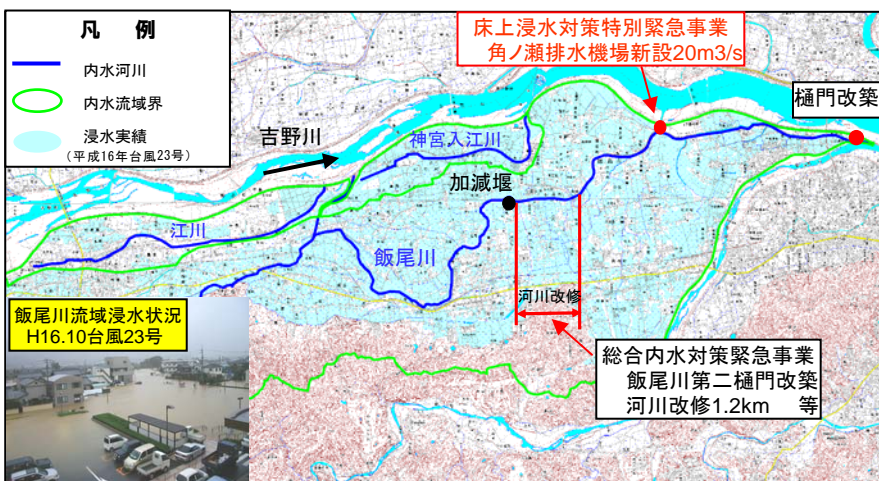 凡　例
内水河川
内水流域界
浸水実績
（平成16年台風23号）
床上浸水対策特別緊急事業
角ノ瀬排水機場新設20m3/s
樋門改築
吉野川
神宮入江川
加減堰
江川
飯尾川
河川改修
飯尾川流域浸水状況
H16.10台風23号
総合内水対策緊急事業
飯尾川第二樋門改築
河川改修1.2km　等